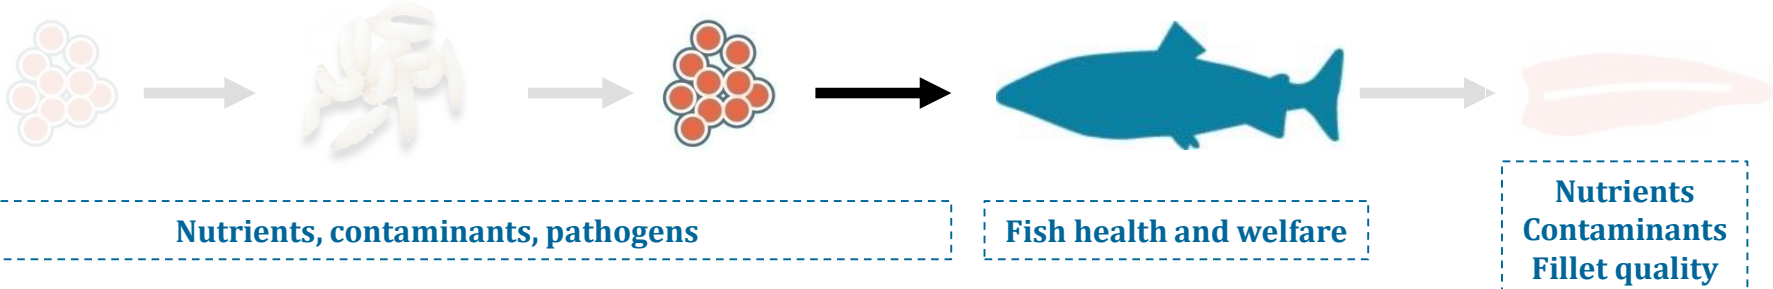 Nutrients, contaminants, pathogens
Fish health and welfare
Nutrients
Contaminants
Fillet quality